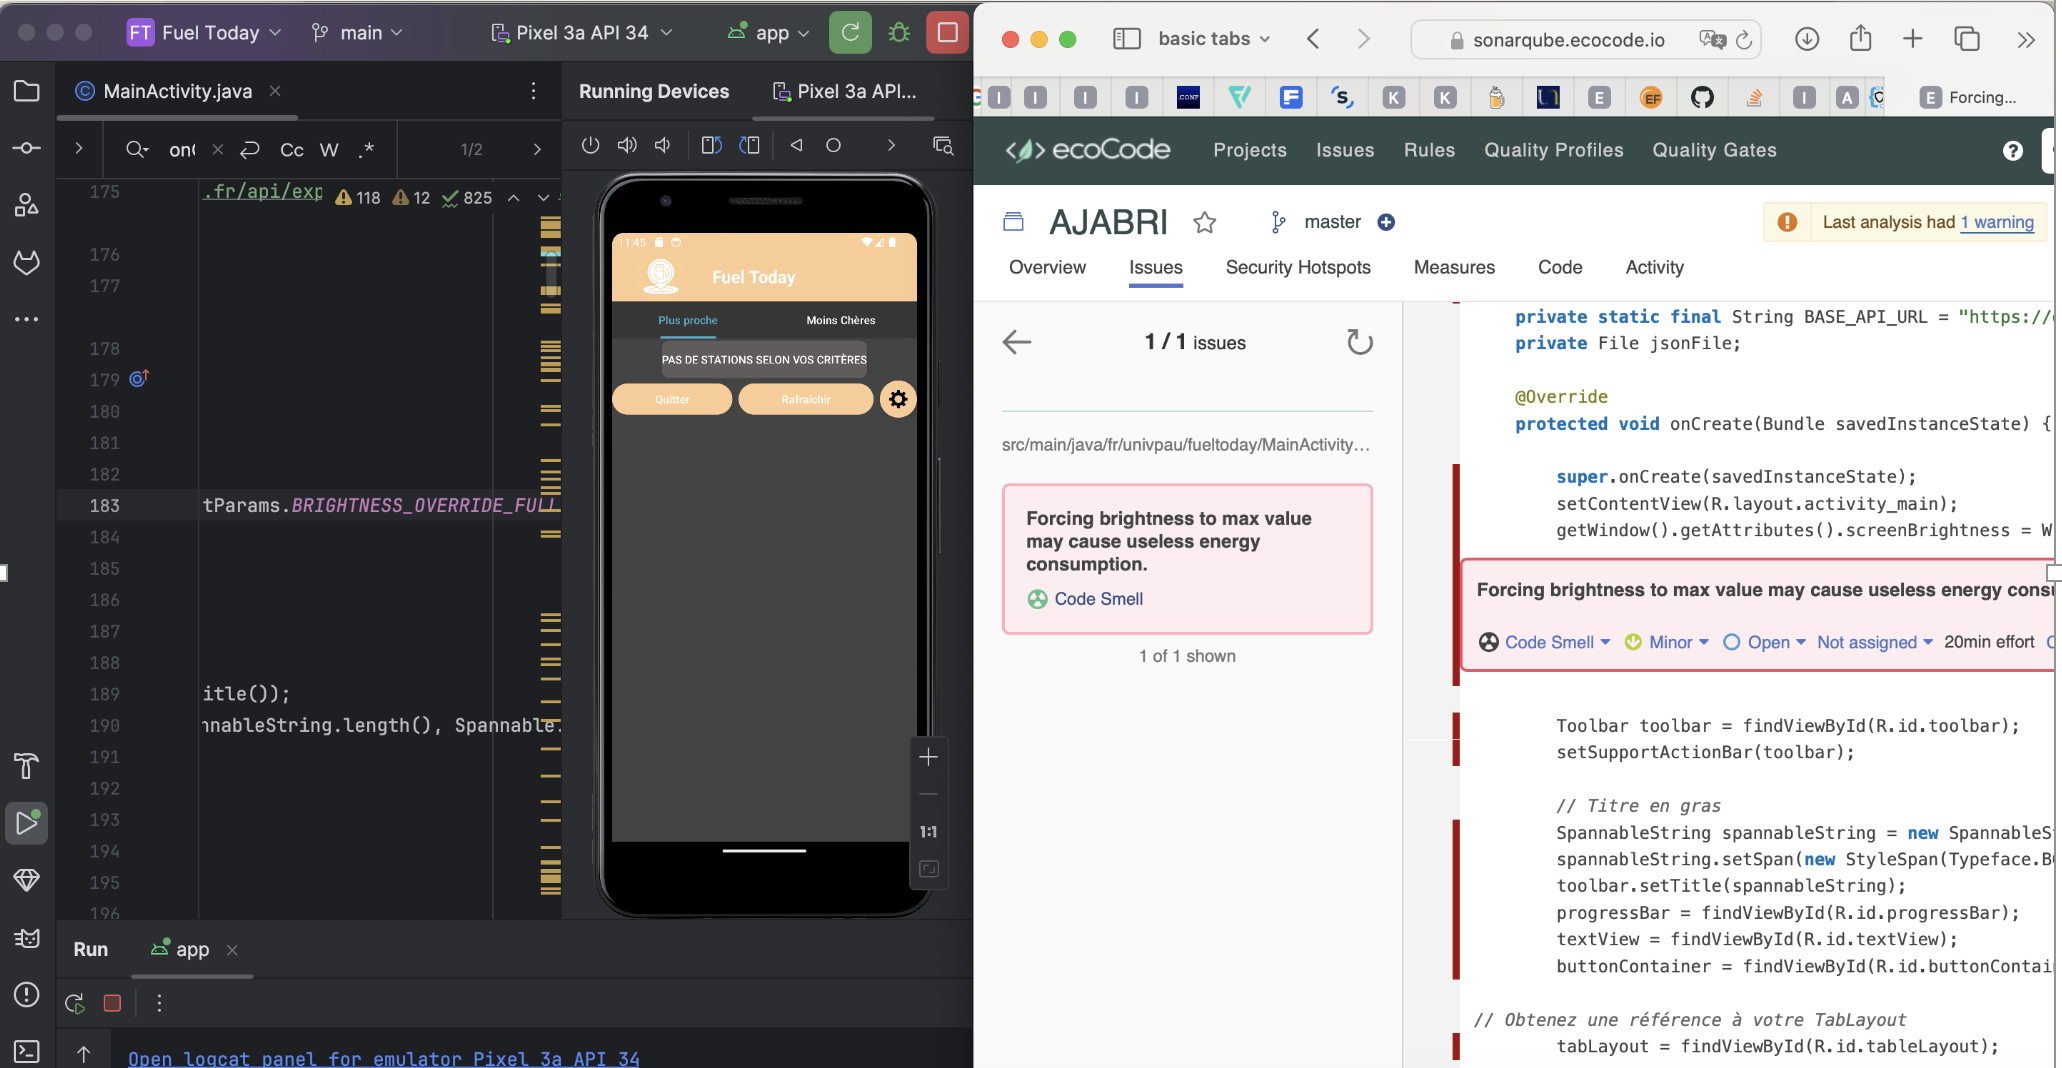 FT Fuel Today main Pixel 3a API 34 app
MainActivity.java
Running Devices Pixel 3a API...
on Cc W .* 1/2
175 .fr/api/exp 118 12 825
176
177
178
179
180
181
182
183 tParams.BRIGHTNESS_OVERRIDE_FULL
184
185
186
187
188
189 itle());
190 nnableString.length(), Spannable.
191
192
193
194
195
196
11:45
Fuel Today
Plus proche Moins Chères
PAS DE STATIONS SELON VOS CRITÈRES
Quitter Rafraichir
1:1
Run app
Open logcat panel for emulator Pixel 3a API 34
basic tabs sonarqube.ecocode.io
I I I I .CONF F S K K E EF I A E Forcing...
ecoCode Projects Issues Rules Quality Profiles Quality Gates ?
AJABRI master Last analysis had 1 warning
Overview Issues Security Hotspots Measures Code Activity
1 / 1 issues
src/main/java/fr/univpau/fueltoday/MainActivity...
Forcing brightness to max value
may cause useless energy
consumption.
Code Smell
1 of 1 shown
private static final String BASE_API_URL = "https://
private File jsonFile;
@Override
protected void onCreate(Bundle savedInstanceState) {
super.onCreate(savedInstanceState);
setContentView(R.layout.activity_main);
getWindow().getAttributes().screenBrightness = W
Forcing brightness to max value may cause useless energy consu
Code Smell Minor Open Not assigned 20min effort
Toolbar toolbar = findViewById(R.id.toolbar);
setSupportActionBar(toolbar);
// Titre en gras
SpannableString spannableString = new SpannableS
spannableString.setSpan(new StyleSpan(Typeface.BO
toolbar.setTitle(spannableString);
progressBar = findViewById(R.id.progressBar);
textView = findViewById(R.id.textView);
buttonContainer = findViewById(R.id.buttonContai
// Obtenez une référence à votre TabLayout
tabLayout = findViewById(R.id.tableLayout);